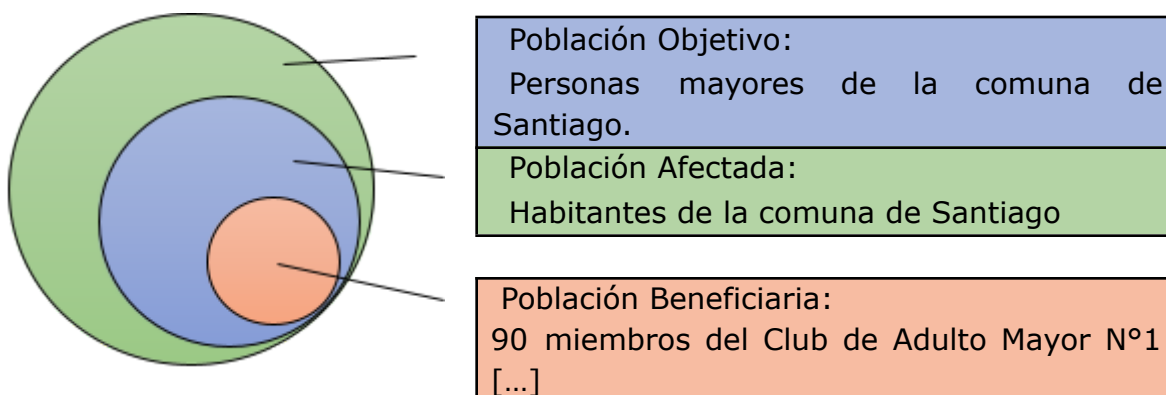 Población Objetivo:
Personas mayores de la comuna de
Santiago.
Población Afectada:
Habitantes de la comuna de Santiago
Población Beneficiaria:
90 miembros del Club de Adulto Mayor N°1
[…]